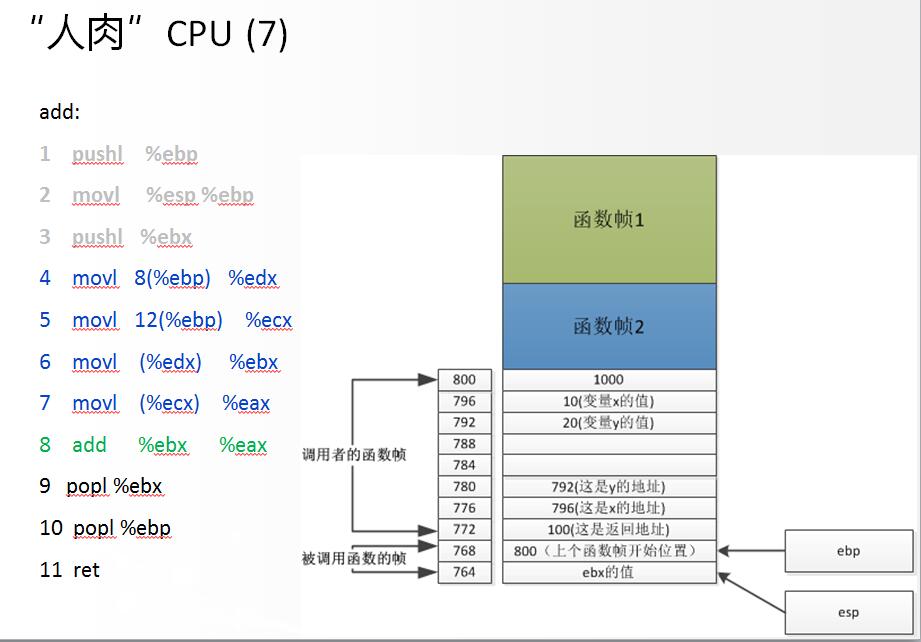 “人肉” CPU (7)
add:
1 pushl %ebp
2 movl %esp %ebp
3 pushl %ebx
4 movl 8(%ebp) %edx
5 movl 12(%ebp) %ecx
6 movl (%edx) %ebx
7 movl (%ecx) %eax
8 add %ebx %eax
9 popl %ebx
10 popl %ebp
11 ret
函数帧1
函数帧2
800 1000
796 10(变量x的值)
792 20(变量y的值)
788
调用者的函数帧
784
780 792(这是y的地址)
776 796(这是x的地址)
772 100(这是返回地址)
被调用函数的帧
768 800（上个函数帧开始位置）
ebp
764 ebx的值
esp